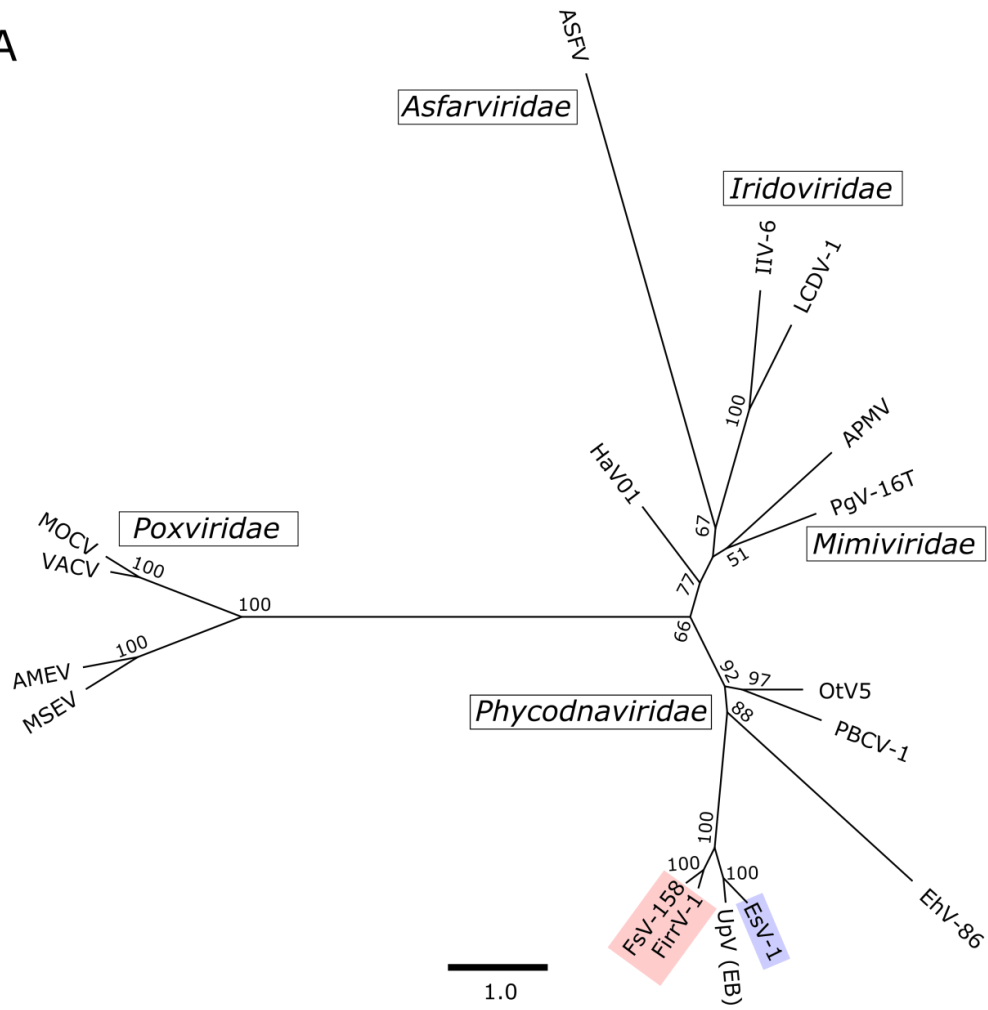 A
ASFV
Asfarviridae
Iridoviridae
IIV-6
LCDV-1
100
APMV
HaV01
PgV-16T
67
Mimiviridae
51
MOCV
Poxviridae
VACV
100
77
100
66
100
AMEV
MSEV
92
97
OtV5
Phycodnaviridae
88
PBCV-1
100
100
100
FsV-158
FirrV-1
UpV (EB)
EsV-1
EhV-86
1.0